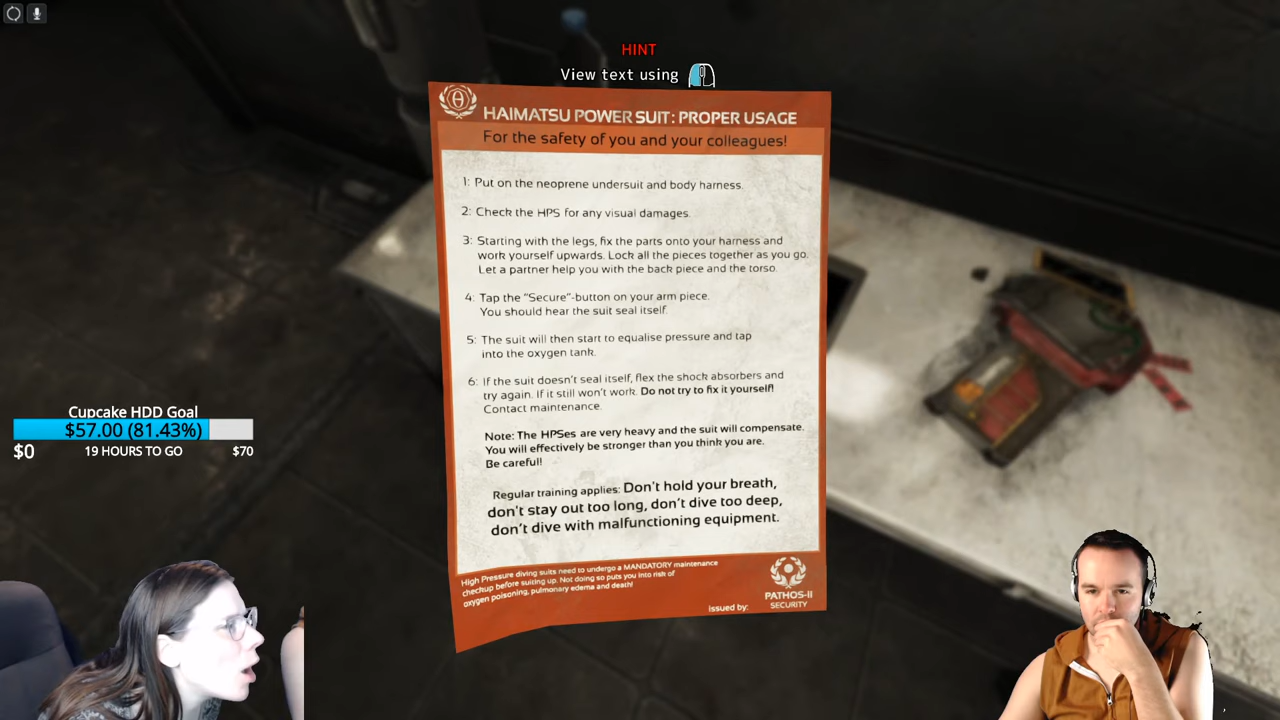 HINT
View text using
HAIMATSU POWER SUIT: PROPER USAGE
For the safety of you and your colleagues!
1: Put on the neoprene undersuit and body harness.
2: Check the HPS for any visual damages.
3: Starting with the legs, fix the parts onto your harness and
work yourself upwards. Lock all the pieces together as you go.
Let a partner help you with the back piece and the torso.
4: Tap the "Secure"-button on your arm piece.
You should hear the suit seal itself.
5: The suit will then start to equalise pressure and tap
into the oxygen tank.
6: If the suit doesn't seal itself, flex the shock absorbers and
try again. If it still won't work. Do not try to fix it yourself!
Contact maintenance.
Note: The HPSes are very heavy and the suit will compensate.
You will effectively be stronger than you think you are.
Be careful!
Regular training applies: Don't hold your breath,
don't stay out too long, don't dive too deep,
don't dive with malfunctioning equipment.
High Pressure diving suits need to undergo a MANDATORY maintenance
checkup before suiting up. Not doing so puts you into risk of
oxygen poisoning, pulmonary edema and death!
issued by:
PATHOS-II
SECURITY
Cupcake HDD Goal
$57.00 (81.43%)
$0 19 HOURS TO GO $70